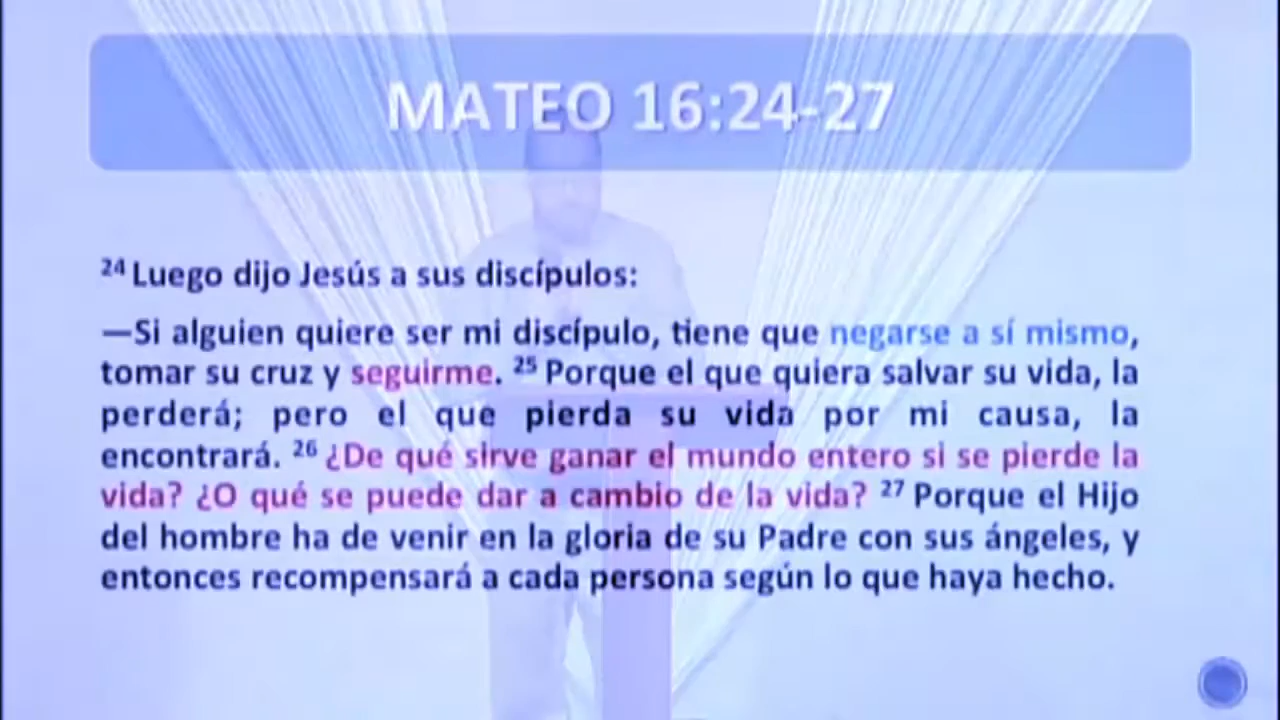 MATEO 16:24-27
24 Luego dijo Jesús a sus discípulos:
—Si alguien quiere ser mi discípulo, tiene que negarse a sí mismo,
tomar su cruz y seguirme. 25 Porque el que quiera salvar su vida, la
perderá; pero el que pierda su vida por mi causa, la
encontrará. 26 ¿De qué sirve ganar el mundo entero si se pierde la
vida? ¿O qué se puede dar a cambio de la vida? 27 Porque el Hijo
del hombre ha de venir en la gloria de su Padre con sus ángeles, y
entonces recompensará a cada persona según lo que haya hecho.